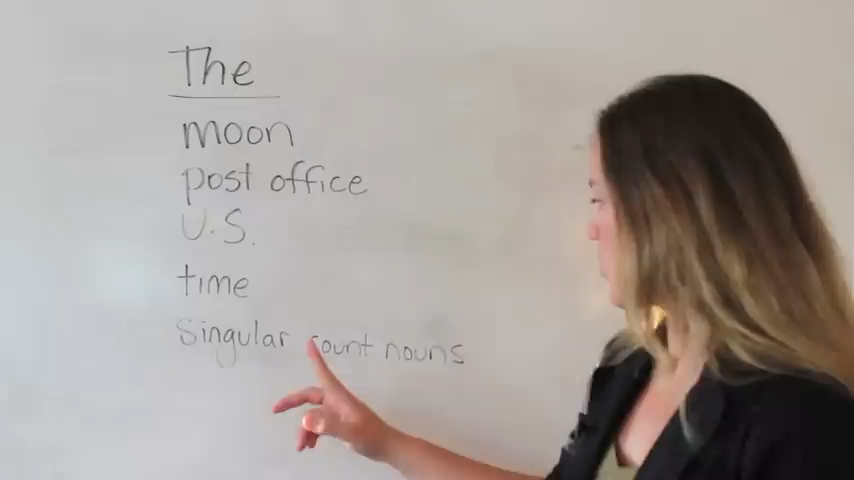 The
moon
post office
U.S.
time
Singular count nouns